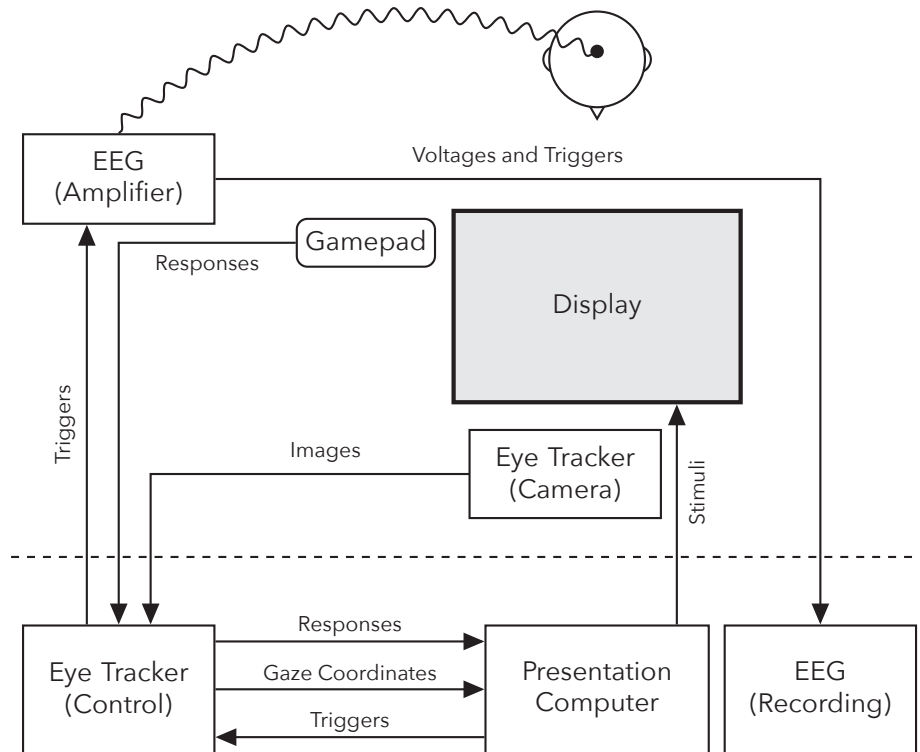 EEG
(Amplifier)
Voltages and Triggers
Gamepad
Responses
Display
Triggers
Images
Eye Tracker
(Camera)
Stimuli
Eye Tracker
(Control)
Responses
Gaze Coordinates
Triggers
Presentation
Computer
EEG
(Recording)